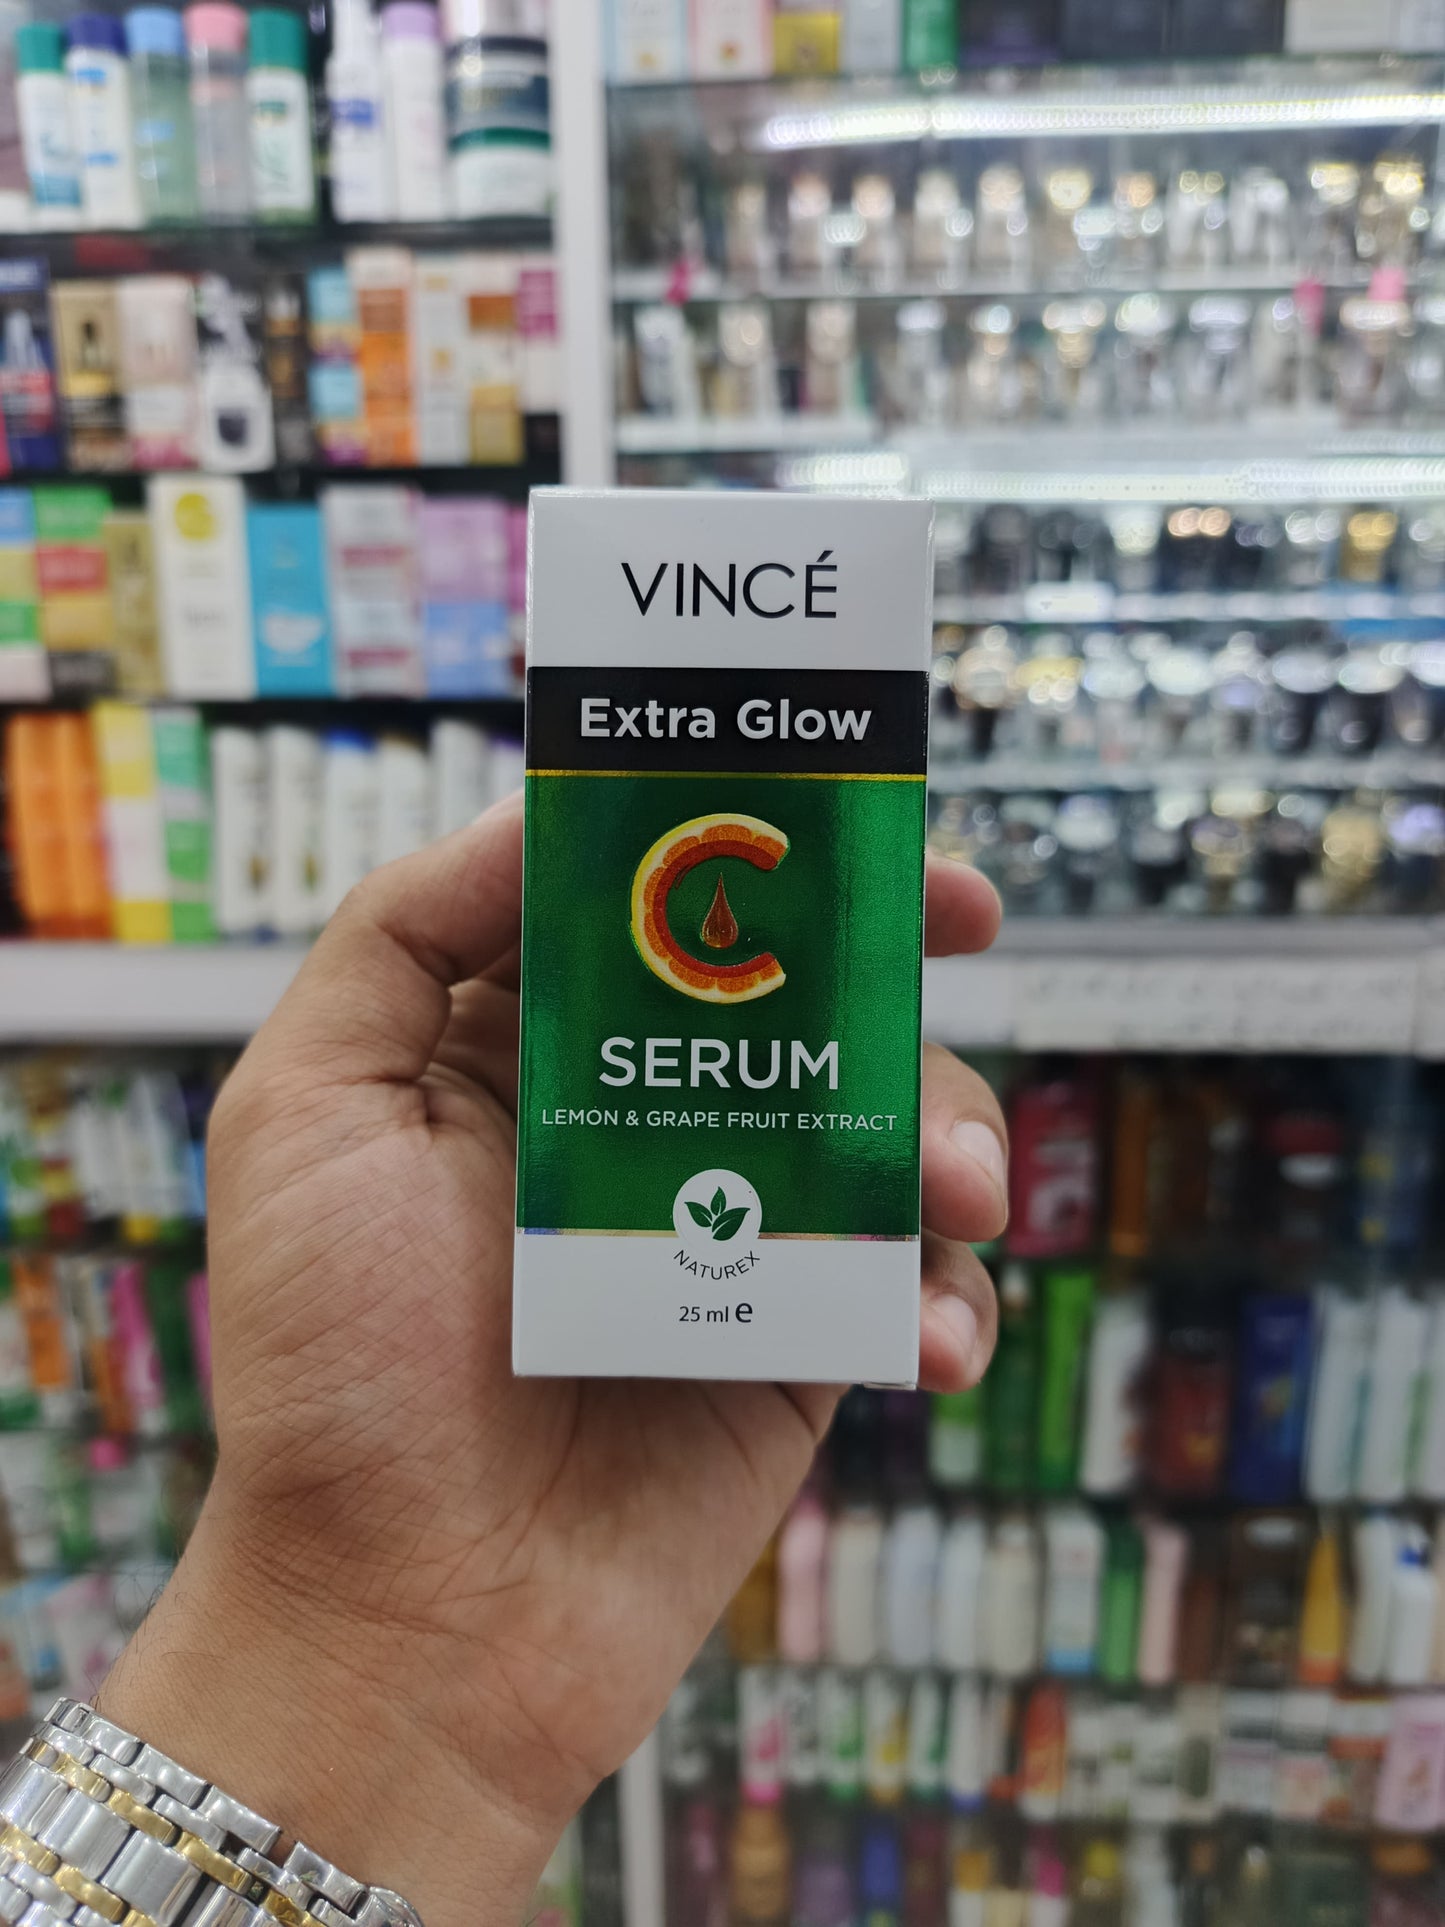 VINCÉ
Extra Glow
C
SERUM
LEMON & GRAPE FRUIT EXTRACT
NATUREX
25 ml e